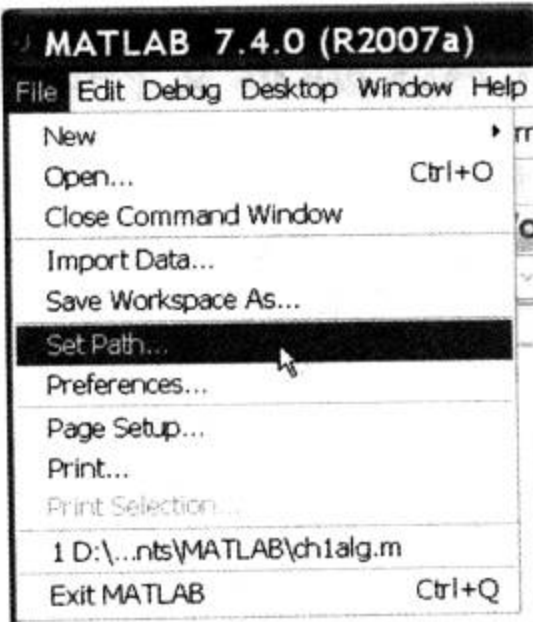 MATLAB 7.4.0 (R2007a)
File Edit Debug Desktop Window Help
New
Open... Ctrl+O
Close Command Window
Import Data...
Save Workspace As...
Set Path...
Preferences...
Page Setup...
Print...
Print Selection...
1 D:\...nts\MATLAB\ch1alg.m
Exit MATLAB Ctrl+Q